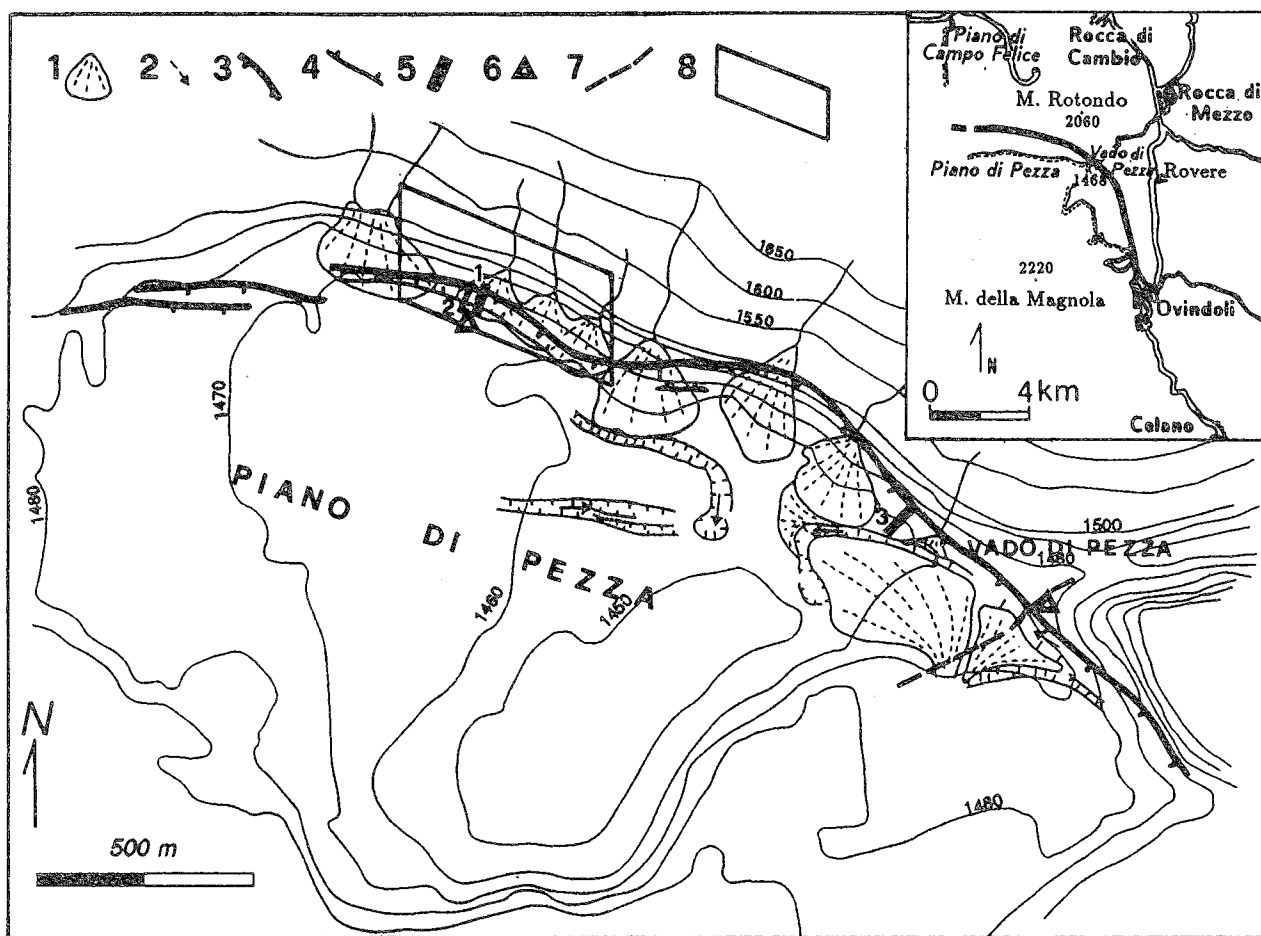 1 2 3 4 5 6 7 8
Piano di
Campo Felice
Rocca di
Cambio
M. Rotondo
2060
Rocca di
Mezzo
Vado di
Pezza
Piano di Pezza
1468
Rovere
2220
M. della Magnola
Ovindoli
N
0 4 km
Celano
1650
1600
1550
1
2
1470
1480
PIANO DI PEZZA
1460
1450
3
1500
VADO DI PEZZA
1480
1480
N
500 m